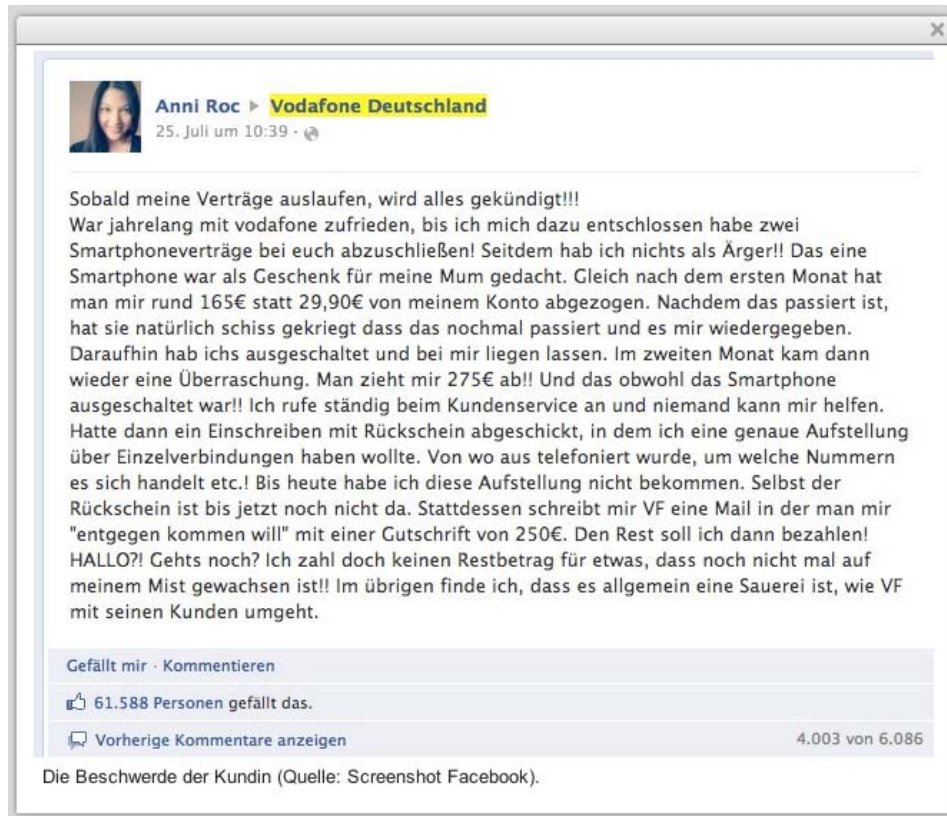 Anni Roc ▸ Vodafone Deutschland
25. Juli um 10:39 ·
Sobald meine Verträge auslaufen, wird alles gekündigt!!!
War jahrelang mit vodafone zufrieden, bis ich mich dazu entschlossen habe zwei
Smartphoneverträge bei euch abzuschließen! Seitdem hab ich nichts als Ärger!! Das eine
Smartphone war als Geschenk für meine Mum gedacht. Gleich nach dem ersten Monat hat
man mir rund 165€ statt 29,90€ von meinem Konto abgezogen. Nachdem das passiert ist,
hat sie natürlich schiss gekriegt dass das nochmal passiert und es mir wiedergegeben.
Daraufhin hab ichs ausgeschaltet und bei mir liegen lassen. Im zweiten Monat kam dann
wieder eine Überraschung. Man zieht mir 275€ ab!! Und das obwohl das Smartphone
ausgeschaltet war!! Ich rufe ständig beim Kundenservice an und niemand kann mir helfen.
Hatte dann ein Einschreiben mit Rückschein abgeschickt, in dem ich eine genaue Aufstellung
über Einzelverbindungen haben wollte. Von wo aus telefoniert wurde, um welche Nummern
es sich handelt etc.! Bis heute habe ich diese Aufstellung nicht bekommen. Selbst der
Rückschein ist bis jetzt noch nicht da. Stattdessen schreibt mir VF eine Mail in der man mir
"entgegen kommen will" mit einer Gutschrift von 250€. Den Rest soll ich dann bezahlen!
HALLO?! Gehts noch? Ich zahl doch keinen Restbetrag für etwas, dass noch nicht mal auf
meinem Mist gewachsen ist!! Im übrigen finde ich, dass es allgemein eine Sauerei ist, wie VF
mit seinen Kunden umgeht.
Gefällt mir · Kommentieren
61.588 Personen gefällt das.
Vorherige Kommentare anzeigen 4.003 von 6.086
Die Beschwerde der Kundin (Quelle: Screenshot Facebook).